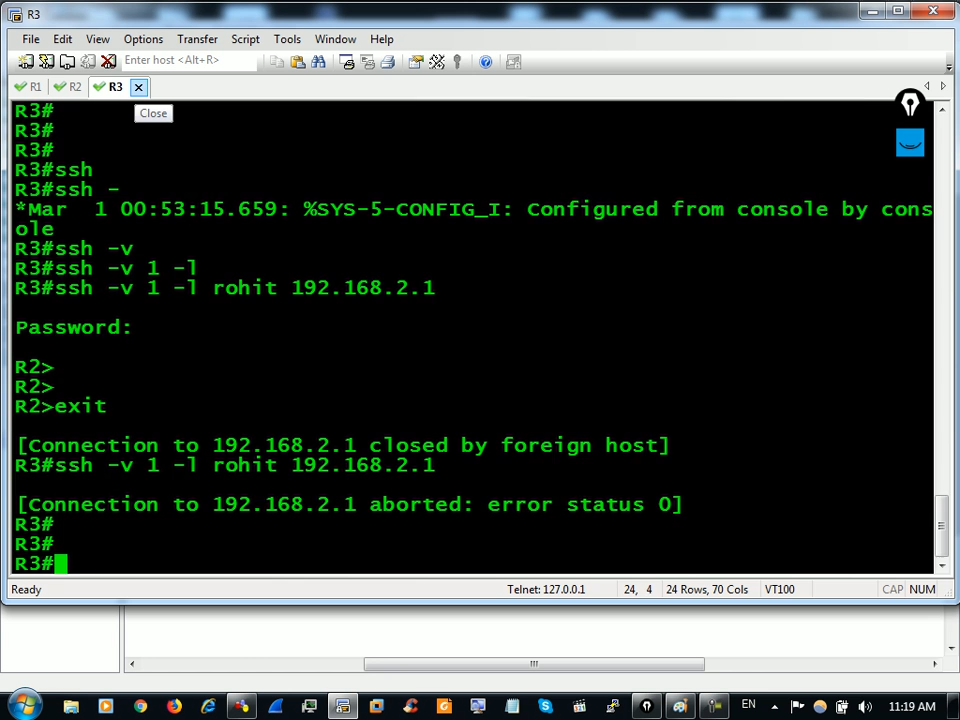 R3
File Edit View Options Transfer Script Tools Window Help
Enter host <Alt+R>
R1 R2 R3
Close
R3#
R3#
R3#
R3#ssh
R3#ssh -
*Mar  1 00:53:15.659: %SYS-5-CONFIG_I: Configured from console by cons
ole
R3#ssh -v
R3#ssh -v 1 -l
R3#ssh -v 1 -l rohit 192.168.2.1
Password:
R2>
R2>
R2>exit
[Connection to 192.168.2.1 closed by foreign host]
R3#ssh -v 1 -l rohit 192.168.2.1
[Connection to 192.168.2.1 aborted: error status 0]
R3#
R3#
R3#
Ready Telnet: 127.0.0.1 24, 4 24 Rows, 70 Cols VT100 CAP NUM
EN 11:19 AM